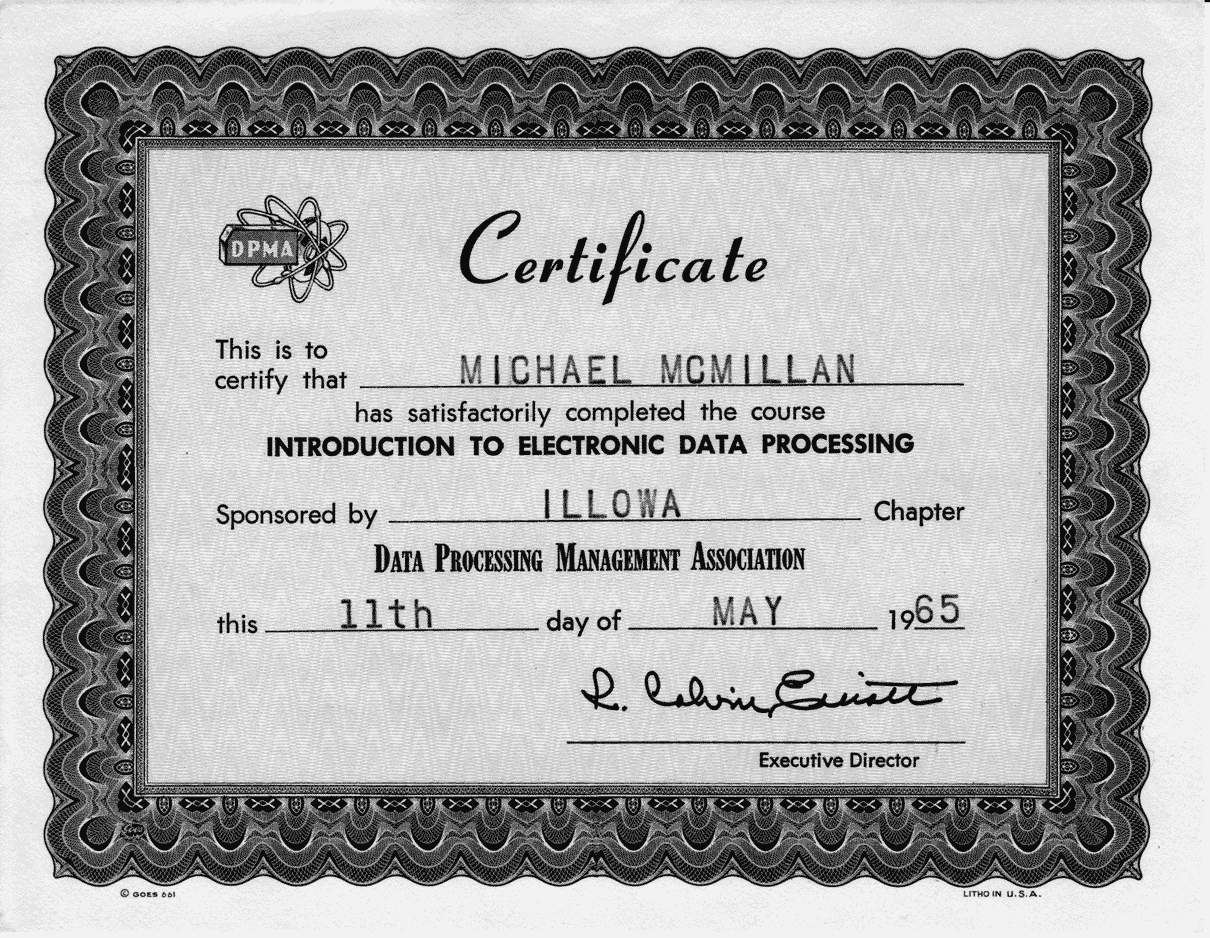 DPMA
Certificate
This is to
certify that MICHAEL MCMILLAN
has satisfactorily completed the course
INTRODUCTION TO ELECTRONIC DATA PROCESSING
Sponsored by ILLOWA Chapter
DATA PROCESSING MANAGEMENT ASSOCIATION
this 11th day of MAY 1965
R. Calvin Elliott
Executive Director
© GOES 661 LITHO IN U.S.A.